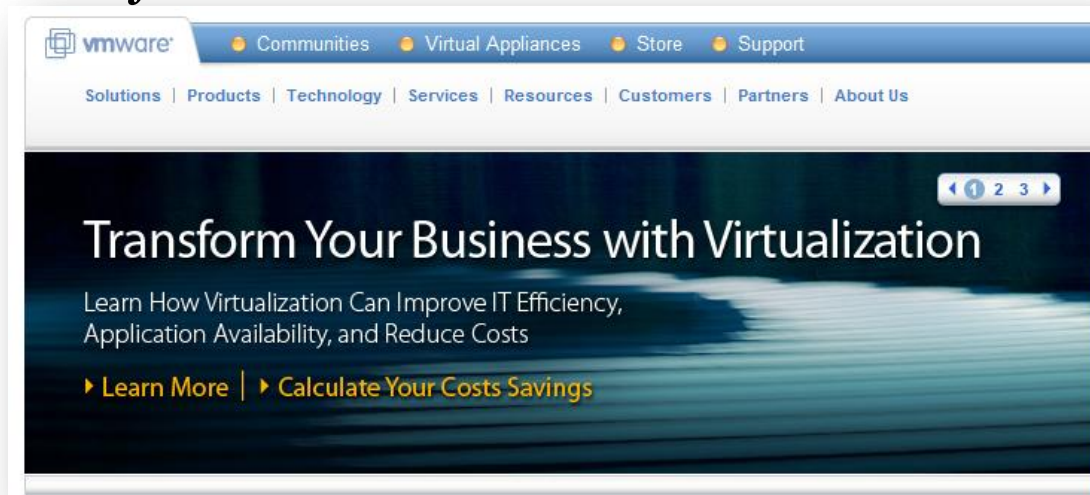 vmware Communities Virtual Appliances Store Support
Solutions | Products | Technology | Services | Resources | Customers | Partners | About Us
1 2 3
Transform Your Business with Virtualization
Learn How Virtualization Can Improve IT Efficiency,
Application Availability, and Reduce Costs
Learn More | Calculate Your Costs Savings